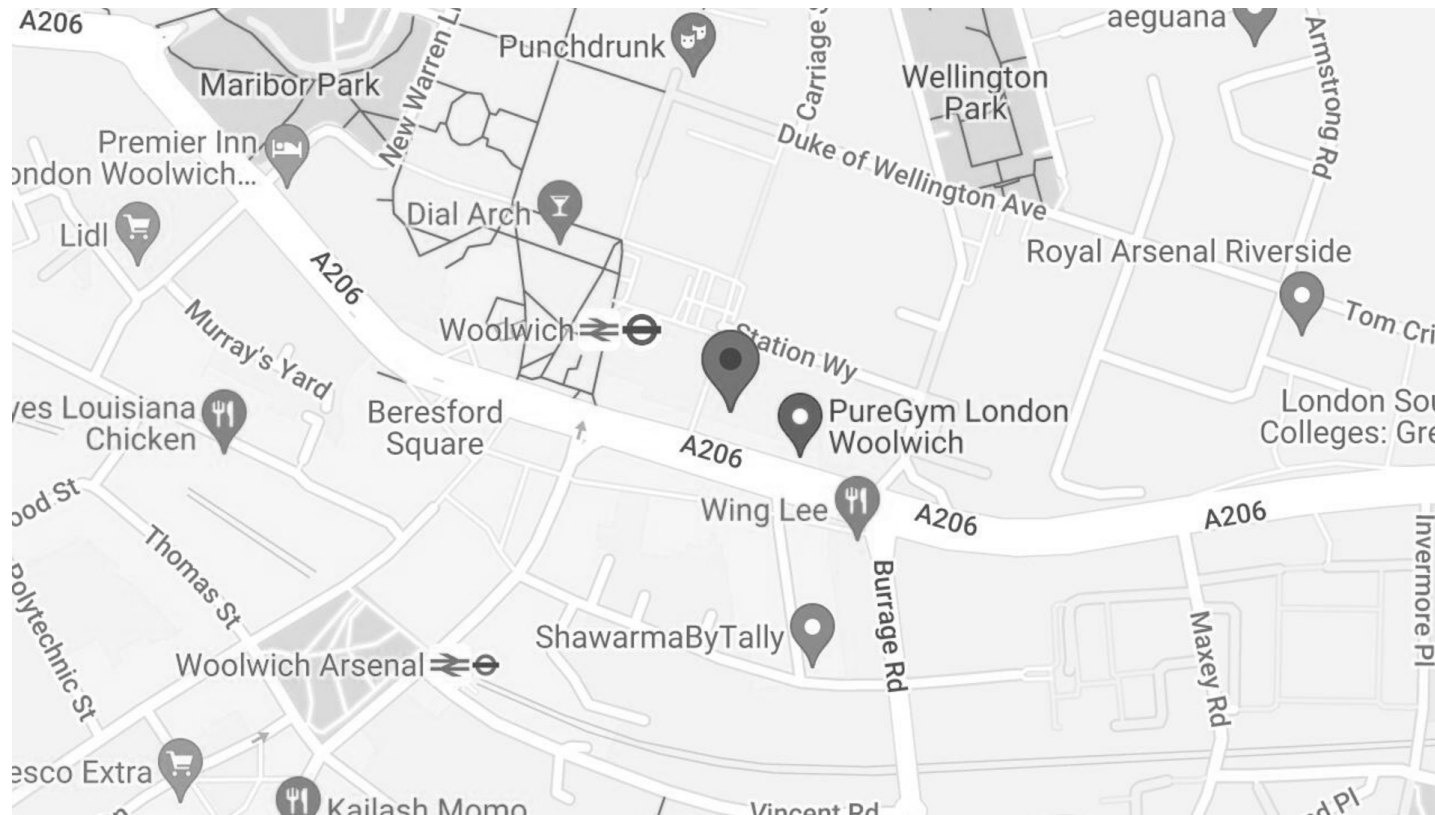 A206
Punchdrunk
Carriage S
aeguana
Armstrong Rd
Maribor Park
New Warren L
Wellington
Park
Premier Inn
ondon Woolwich...
Duke of Wellington Ave
Dial Arch
Lidl
Royal Arsenal Riverside
A206
Tom Cri
Woolwich
Station Wy
Murray's Yard
yes Louisiana
Chicken
Beresford
Square
PureGym London
Woolwich
London Sou
Colleges: Gre
A206
Wing Lee
A206
A206
ood St
Thomas St
Invermore Pl
Burrage Rd
Polytechnic St
ShawarmaByTally
Maxey Rd
Woolwich Arsenal
esco Extra
Kailash Momo
Vincent Rd
d Pl